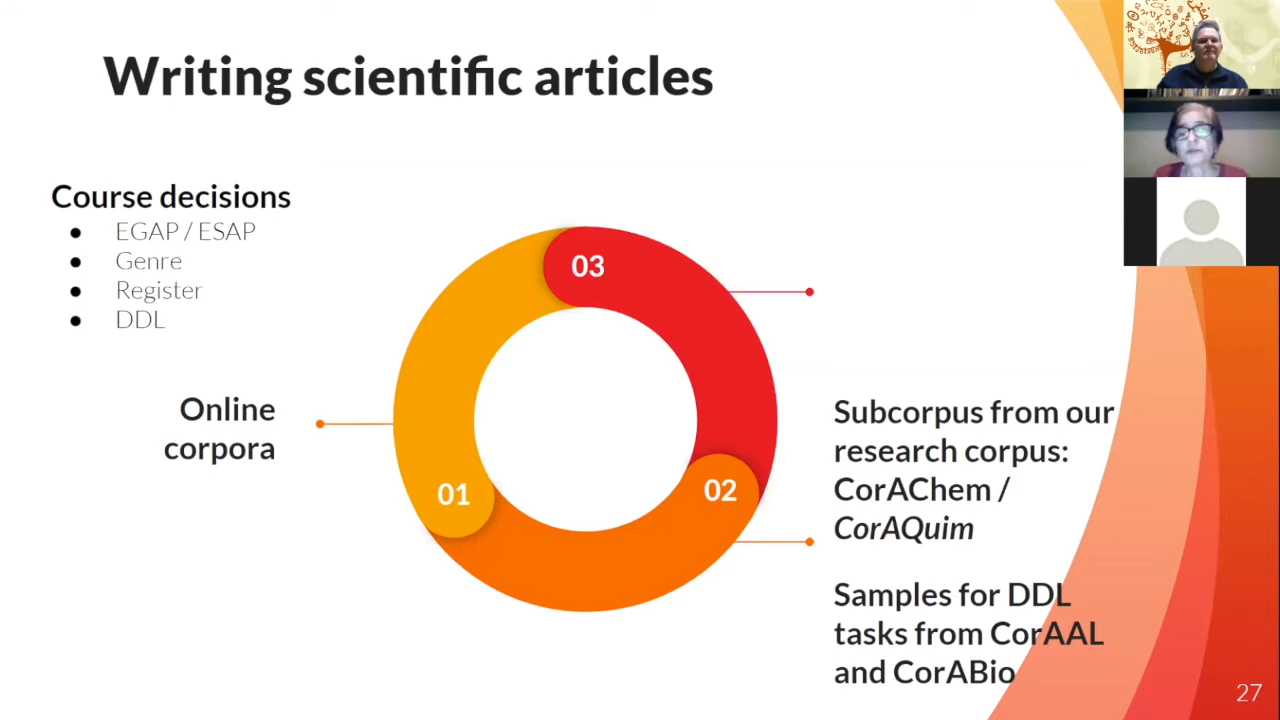 Writing scientific articles
Course decisions
● EGAP / ESAP
● Genre
● Register
● DDL
03
Online
corpora
01
02
Subcorpus from our
research corpus:
CorAChem /
CorAQuim
Samples for DDL
tasks from CorAAL
and CorABio
27